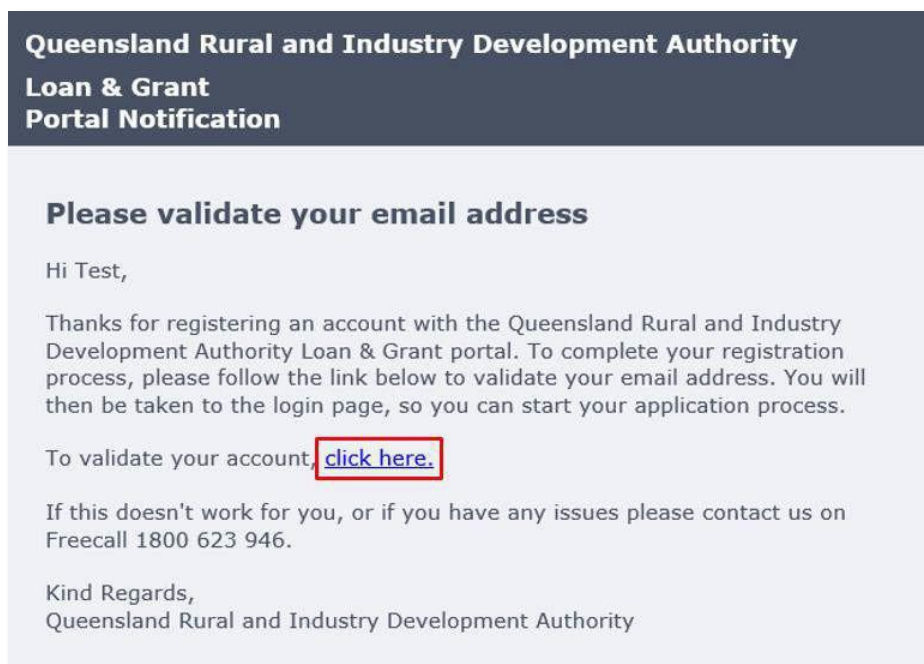 Queensland Rural and Industry Development Authority
Loan & Grant
Portal Notification
Please validate your email address
Hi Test,
Thanks for registering an account with the Queensland Rural and Industry
Development Authority Loan & Grant portal. To complete your registration
process, please follow the link below to validate your email address. You will
then be taken to the login page, so you can start your application process.
To validate your account, click here.
If this doesn't work for you, or if you have any issues please contact us on
Freecall 1800 623 946.
Kind Regards,
Queensland Rural and Industry Development Authority